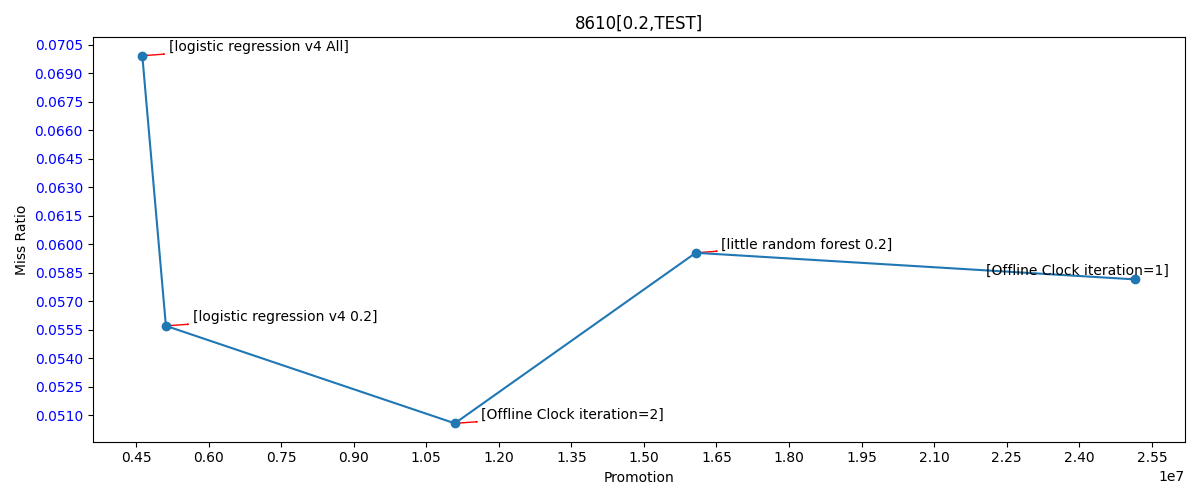 8610[0.2,TEST]
0.0705
0.0690
0.0675
0.0660
0.0645
0.0630
0.0615
0.0600
0.0585
0.0570
0.0555
0.0540
0.0525
0.0510
Miss Ratio
[logistic regression v4 All]
[little random forest 0.2]
[Offline Clock iteration=1]
[logistic regression v4 0.2]
[Offline Clock iteration=2]
0.45 0.60 0.75 0.90 1.05 1.20 1.35 1.50 1.65 1.80 1.95 2.10 2.25 2.40 2.55
1e7
Promotion